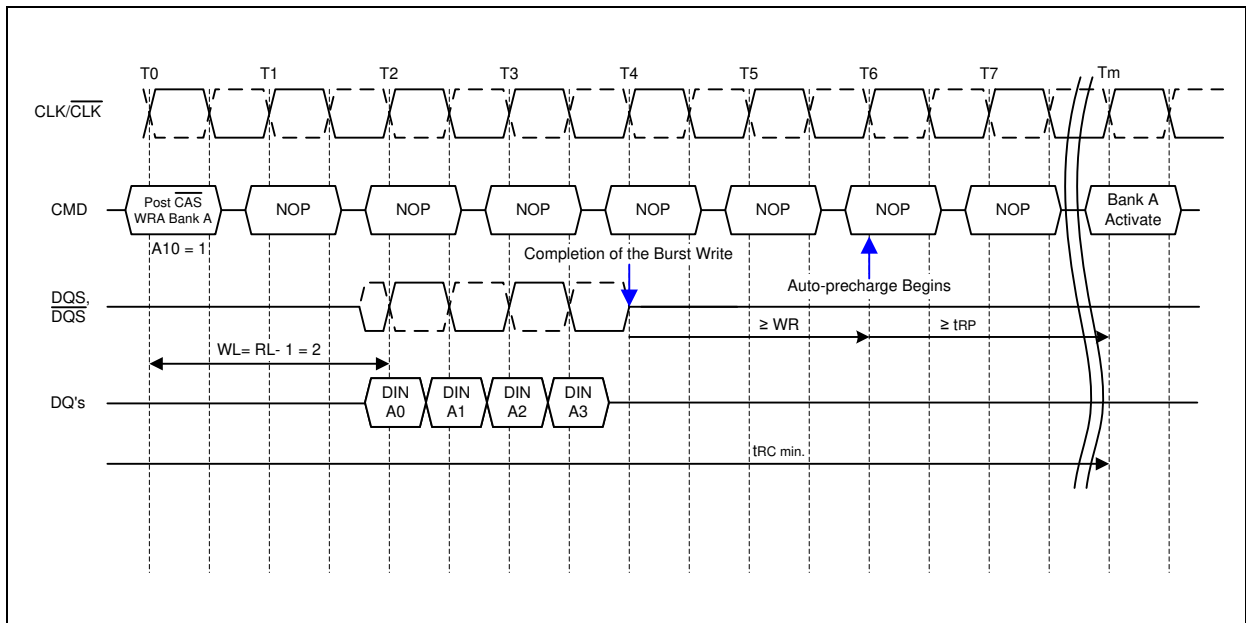 T0 T1 T2 T3 T4 T5 T6 T7 Tm
CLK/CLK
CMD
Post CAS
WRA Bank A
NOP NOP NOP NOP NOP NOP NOP
Bank A
Activate
A10 = 1
Completion of the Burst Write
Auto-precharge Begins
DQS,
DQS
≥ WR
≥ tRP
WL= RL- 1 = 2
DQ's
DIN
A0
DIN
A1
DIN
A2
DIN
A3
tRC min.